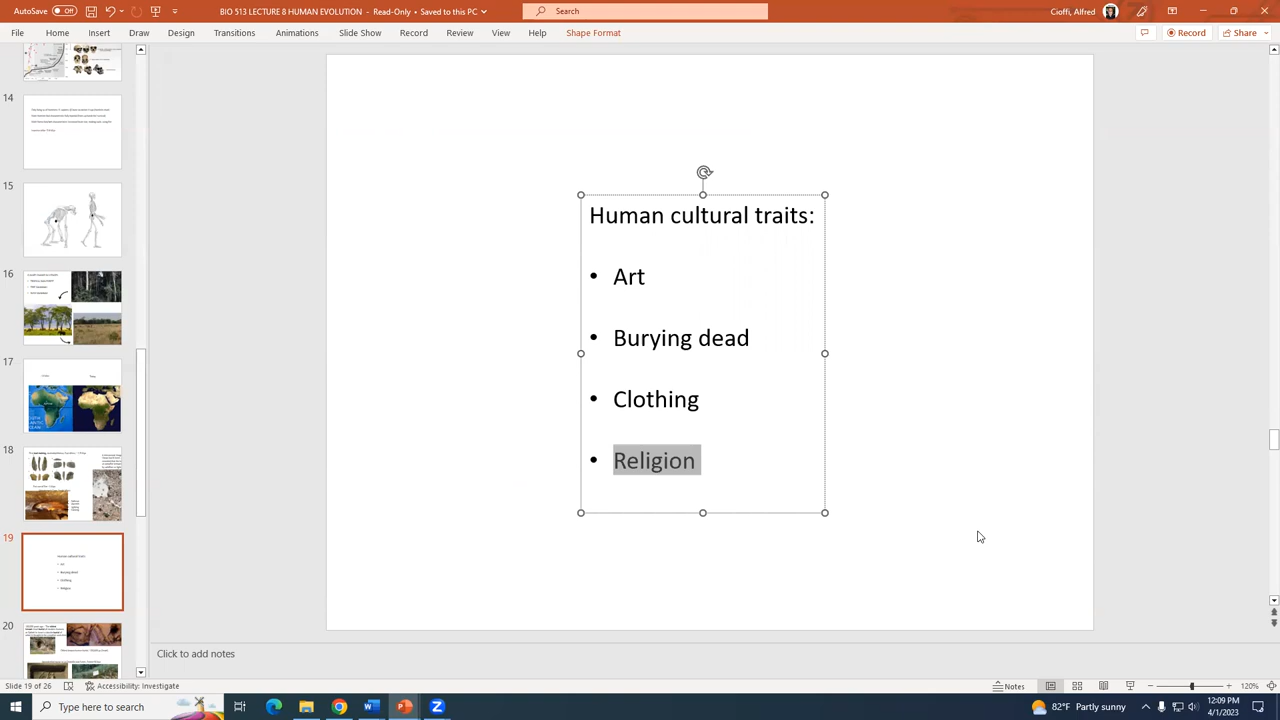 AutoSave Off
BIO 513 LECTURE 8 HUMAN EVOLUTION - Read-Only • Saved to this PC
Search
Cioffi, Alfred
File Home Insert Draw Design Transitions Animations Slide Show Record Review View Help Shape Format
Record Share
14
15
16
17
18
19
20
Human cultural traits:
• Art
• Burying dead
• Clothing
• Religion
Click to add notes
Slide 19 of 26 Accessibility: Investigate
Notes
120%
Type here to search
82°F Partly sunny
12:09 PM
4/1/2023